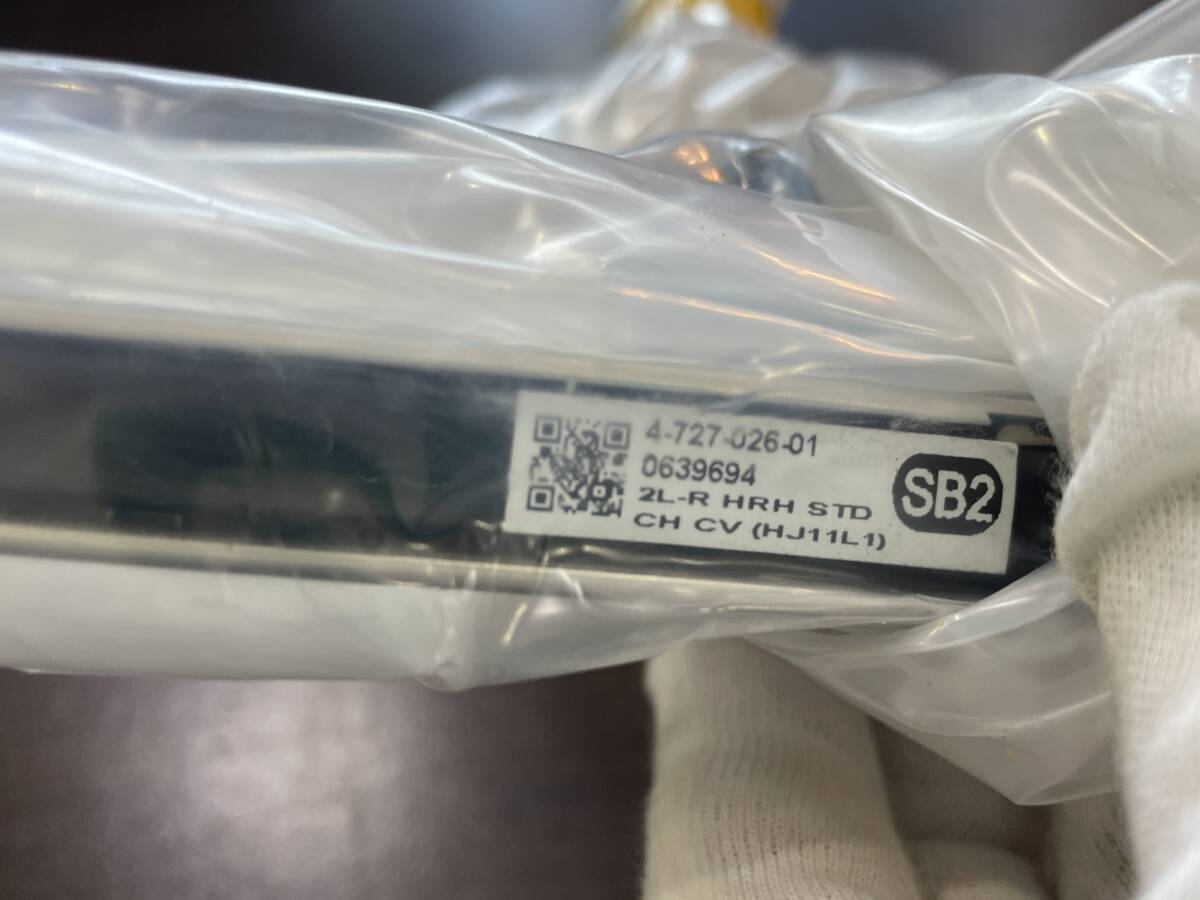 4-727-026-01
0639694
2L-R HRH STD
CH CV (HJ11L1)
SB2